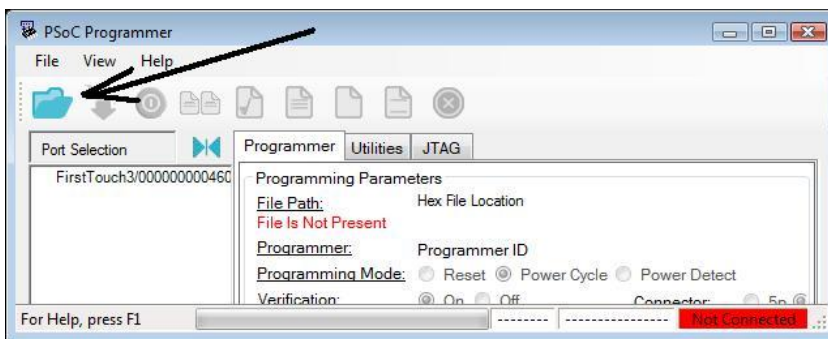 PSoC Programmer
File View Help
Port Selection
Programmer Utilities JTAG
FirstTouch3/000000000460
Programming Parameters
File Path: Hex File Location
File Is Not Present
Programmer: Programmer ID
Programming Mode: Reset Power Cycle Power Detect
Verification: On Off Connector: 5p
For Help, press F1 -------- ---------------- Not Connected